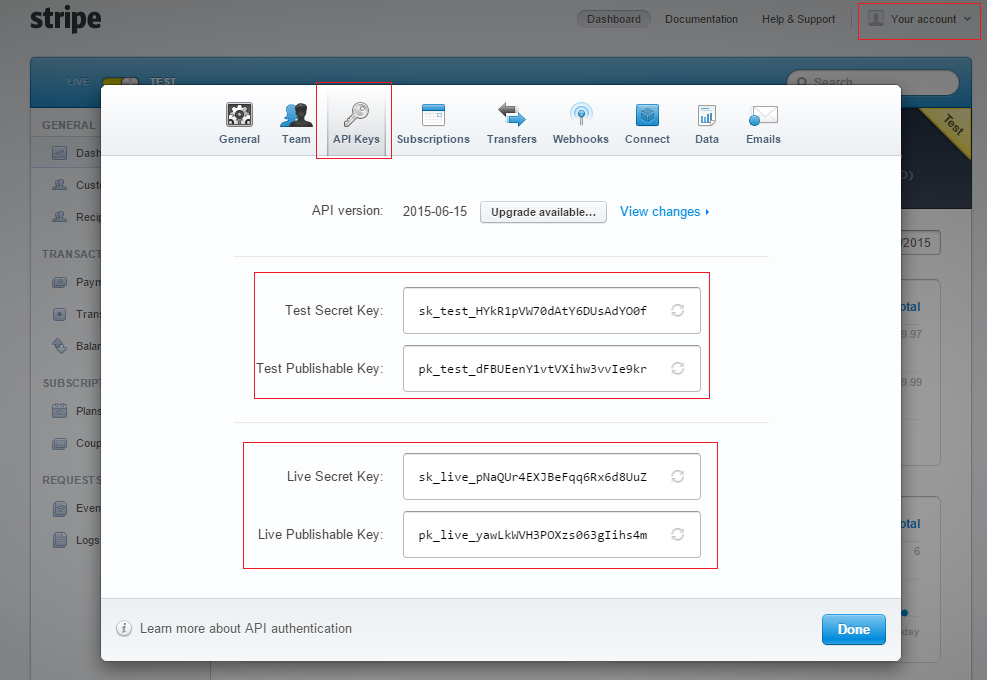 stripe
Dashboard Documentation Help & Support Your account
LIVE TEST Search
General Team API Keys Subscriptions Transfers Webhooks Connect Data Emails
Test
GENERAL
Dash
Cust
Recip
TRANSACT
Paym
Trans
Balan
SUBSCRIPT
Plans
Coup
REQUESTS
Even
Logs
API version: 2015-06-15 Upgrade available... View changes
/2015
Test Secret Key: sk_test_HYkR1pVW70dAtY6DUsAdYO0f
Test Publishable Key: pk_test_dFBUEenY1vtVXihw3vvIe9kr
Live Secret Key: sk_live_pNaQUr4EXJBeFqq6Rx6d8UuZ
Live Publishable Key: pk_live_yawLkWVH3POXzs063gIihs4m
otal
9.97
9.99
otal
6
day
Learn more about API authentication
Done